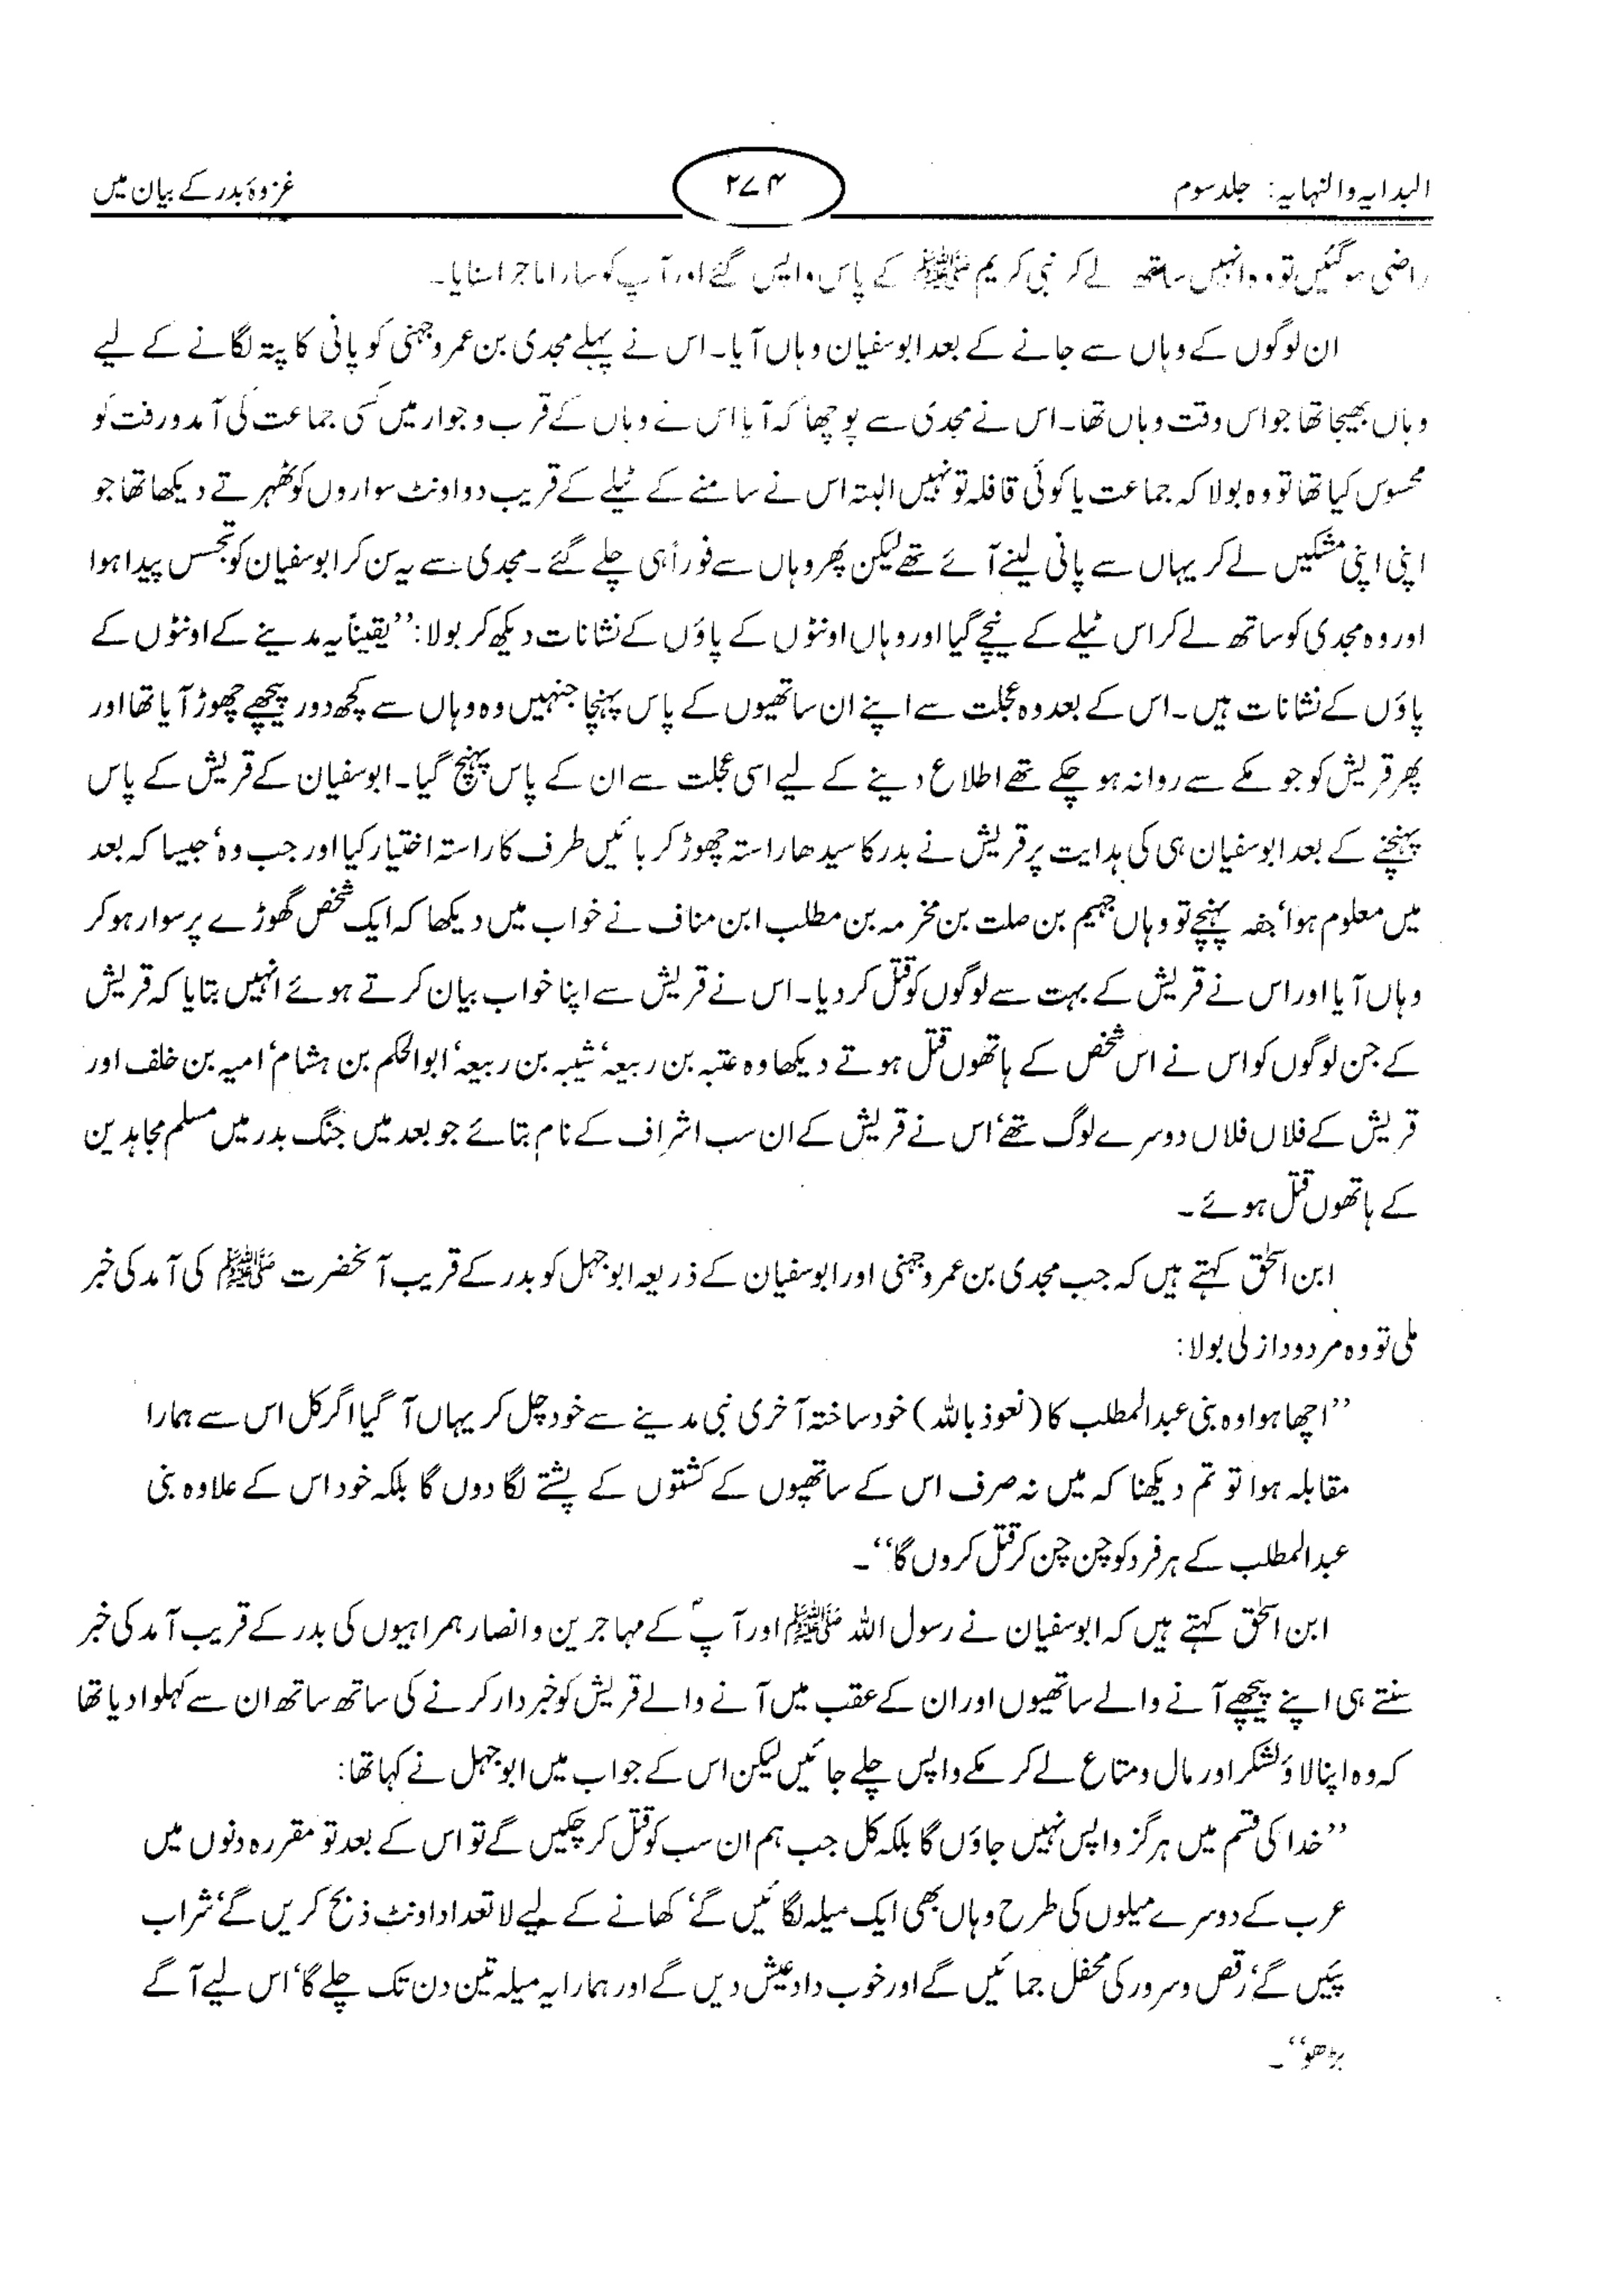 البدایہ والنہایہ: جلد سوم
۲۷۴
غزوۂ بدر کے بیان میں
راضی ہو گئیں تو وہ انہیں ساتھ لے کر نبی کریم ﷺ کے پاس واپس گئے اور آپ کو سارا ماجرا سنایا۔
ان لوگوں کے وہاں سے جانے کے بعد ابوسفیان وہاں آیا۔ اس نے پہلے مجدی بن عمرو جہنی کو پانی کا پتہ لگانے کے لیے
وہاں بھیجا تھا جو اس وقت وہاں تھا۔ اس نے مجدی سے پوچھا کہ آیا اس نے وہاں کے قرب و جوار میں کسی جماعت کی آمد و رفت کو
محسوس کیا تھا تو وہ بولا کہ جماعت یا کوئی قافلہ تو نہیں البتہ اس نے سامنے کے ٹیلے کے قریب دو اونٹ سواروں کو ٹھہرتے دیکھا تھا جو
اپنی اپنی مشکیں لے کر یہاں سے پانی لینے آئے تھے لیکن پھر وہاں سے فوراً ہی چلے گئے۔ مجدی سے یہ سن کر ابوسفیان کو تجسس پیدا ہوا
اور وہ مجدی کو ساتھ لے کر اس ٹیلے کے نیچے گیا اور وہاں اونٹوں کے پاؤں کے نشانات دیکھ کر بولا: ’’یقیناً یہ مدینے کے اونٹوں کے
پاؤں کے نشانات ہیں۔ اس کے بعد وہ عجلت سے اپنے ان ساتھیوں کے پاس پہنچا جنہیں وہ وہاں سے کچھ دور پیچھے چھوڑ آیا تھا اور
پھر قریش کو جو مکے سے روانہ ہو چکے تھے اطلاع دینے کے لیے اسی عجلت سے ان کے پاس پہنچ گیا۔ ابوسفیان کے قریش کے پاس
پہنچنے کے بعد ابوسفیان ہی کی ہدایت پر قریش نے بدر کا سیدھا راستہ چھوڑ کر بائیں طرف کا راستہ اختیار کیا اور جب وہ‘ جیسا کہ بعد
میں معلوم ہوا‘ جفہ پہنچے تو وہاں جہیم بن صلت بن مخرمہ بن مطلب ابن مناف نے خواب میں دیکھا کہ ایک شخص گھوڑے پر سوار ہو کر
وہاں آیا اور اس نے قریش کے بہت سے لوگوں کو قتل کر دیا۔ اس نے قریش سے اپنا خواب بیان کرتے ہوئے انہیں بتایا کہ قریش
کے جن لوگوں کو اس نے اس شخص کے ہاتھوں قتل ہوتے دیکھا وہ عتبہ بن ربیعہ‘ شیبہ بن ربیعہ‘ ابوالحکم بن ہشام‘ امیہ بن خلف اور
قریش کے فلاں فلاں دوسرے لوگ تھے‘ اس نے قریش کے ان سب اشراف کے نام بتائے جو بعد میں جنگ بدر میں مسلم مجاہدین
کے ہاتھوں قتل ہوئے۔
ابن اسحٰق کہتے ہیں کہ جب مجدی بن عمرو جہنی اور ابوسفیان کے ذریعہ ابوجہل کو بدر کے قریب آنحضرت ﷺ کی آمد کی خبر
ملی تو وہ مردود ازلی بولا:
’’اچھا ہوا وہ بنی عبدالمطلب کا (نعوذ باللہ) خود ساختہ آخری نبی مدینے سے خود چل کر یہاں آ گیا اگر کل اس سے ہمارا
مقابلہ ہوا تو تم دیکھنا کہ میں نہ صرف اس کے ساتھیوں کے کشتوں کے پشتے لگا دوں گا بلکہ خود اس کے علاوہ بنی
عبدالمطلب کے ہر فرد کو چن چن کر قتل کروں گا‘‘۔
ابن اسحٰق کہتے ہیں کہ ابوسفیان نے رسول اللہ ﷺ اور آپؐ کے مہاجرین و انصار ہمراہیوں کی بدر کے قریب آمد کی خبر
سنتے ہی اپنے پیچھے آنے والے ساتھیوں اور ان کے عقب میں آنے والے قریش کو خبردار کرنے کی ساتھ ساتھ ان سے کہلوا دیا تھا
کہ وہ اپنا لاؤ لشکر اور مال و متاع لے کر مکے واپس چلے جائیں لیکن اس کے جواب میں ابوجہل نے کہا تھا:
’’خدا کی قسم میں ہرگز واپس نہیں جاؤں گا بلکہ کل جب ہم ان سب کو قتل کر چکیں گے تو اس کے بعد تو مقررہ دنوں میں
عرب کے دوسرے میلوں کی طرح وہاں بھی ایک میلہ لگائیں گے‘ کھانے کے لیے لاتعداد اونٹ ذبح کریں گے‘ شراب
پئیں گے‘ رقص و سرور کی محفل جمائیں گے اور خوب داد عیش دیں گے اور ہمارا یہ میلہ تین دن تک چلے گا‘ اس لیے آگے
بڑھو‘‘۔